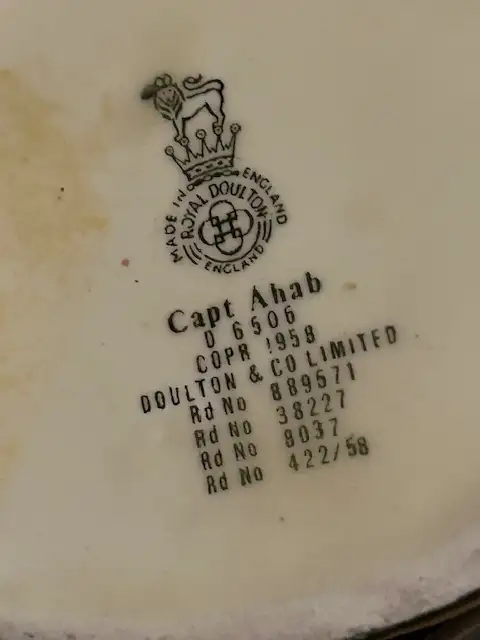 MADE IN ENGLAND
ROYAL DOULTON
ENGLAND
Capt Ahab
D 6506
COPR 1958
DOULTON & CO LIMITED
Rd No 889571
Rd No 38227
Rd No 8037
Rd No 422/58